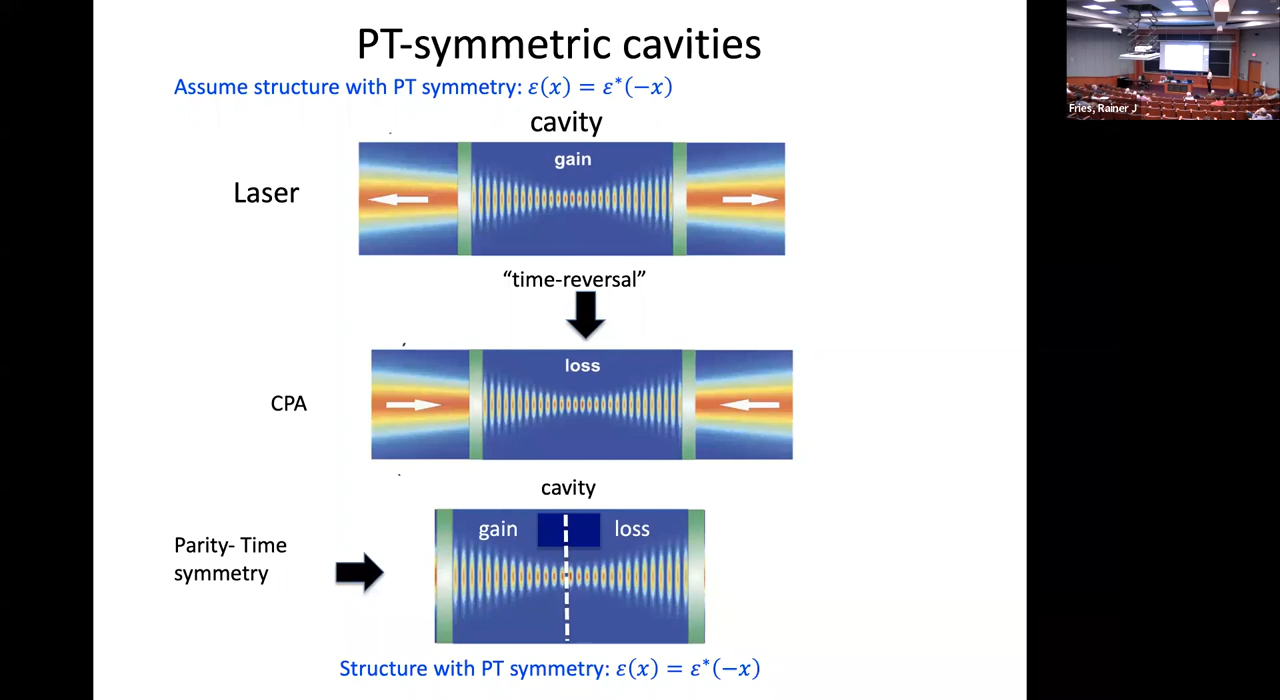 PT-symmetric cavities
Assume structure with PT symmetry: ε(x) = ε*(−x)
cavity
gain
Laser
“time-reversal”
loss
CPA
cavity
gain
loss
Parity- Time
symmetry
Structure with PT symmetry: ε(x) = ε*(−x)
Fries, Rainer J